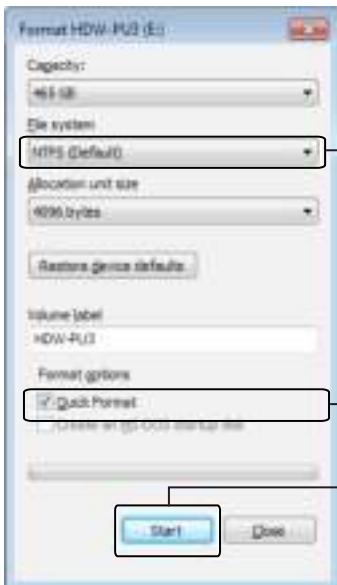 Format HDW-PU3 (E:)
Capacity:
465 GB
File system
NTFS (Default)
Allocation unit size
4096 bytes
Restore device defaults
Volume label
HDW-PU3
Format options
Quick Format
Create an MS-DOS startup disk
Start
Close